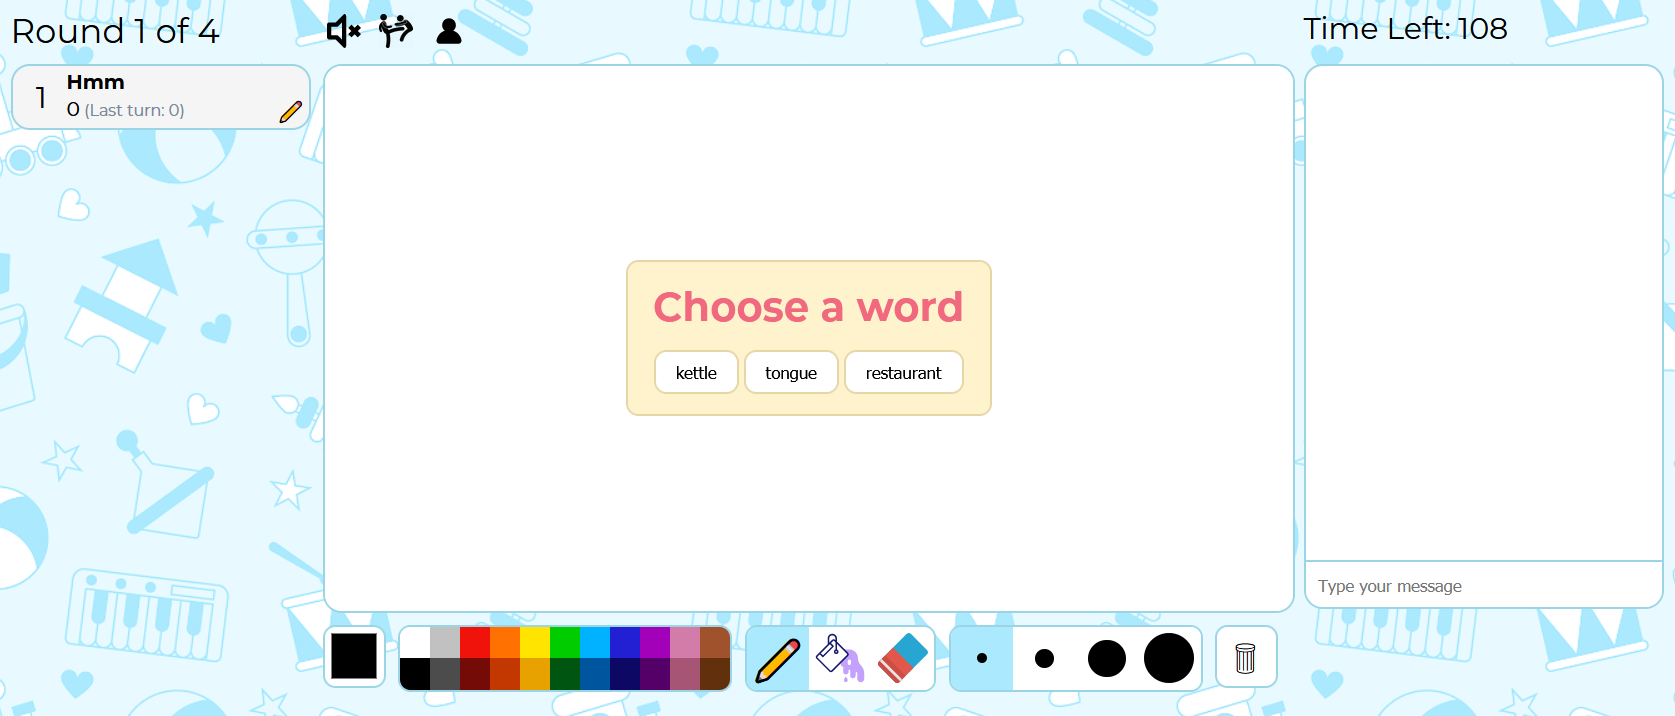 Round 1 of 4
Time Left: 108
1
Hmm
0 (Last turn: 0)
Choose a word
kettle tongue restaurant
Type your message